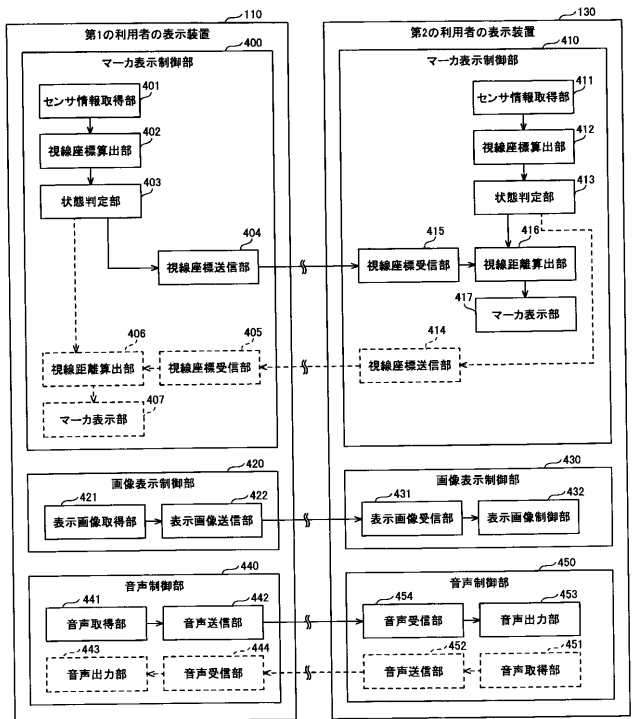 110
第1の利用者の表示装置
400
マーカ表示制御部
401
センサ情報取得部
402
視線座標算出部
403
状態判定部
404
視線座標送信部
405
視線座標受信部
406
視線距離算出部
407
マーカ表示部
420
画像表示制御部
421
表示画像取得部
422
表示画像送信部
440
音声制御部
441
音声取得部
442
音声送信部
443
音声出力部
444
音声受信部
130
第2の利用者の表示装置
410
マーカ表示制御部
411
センサ情報取得部
412
視線座標算出部
413
状態判定部
415
視線座標受信部
416
視線距離算出部
417
マーカ表示部
414
視線座標送信部
430
画像表示制御部
431
表示画像受信部
432
表示画像制御部
450
音声制御部
454
音声受信部
453
音声出力部
452
音声送信部
451
音声取得部